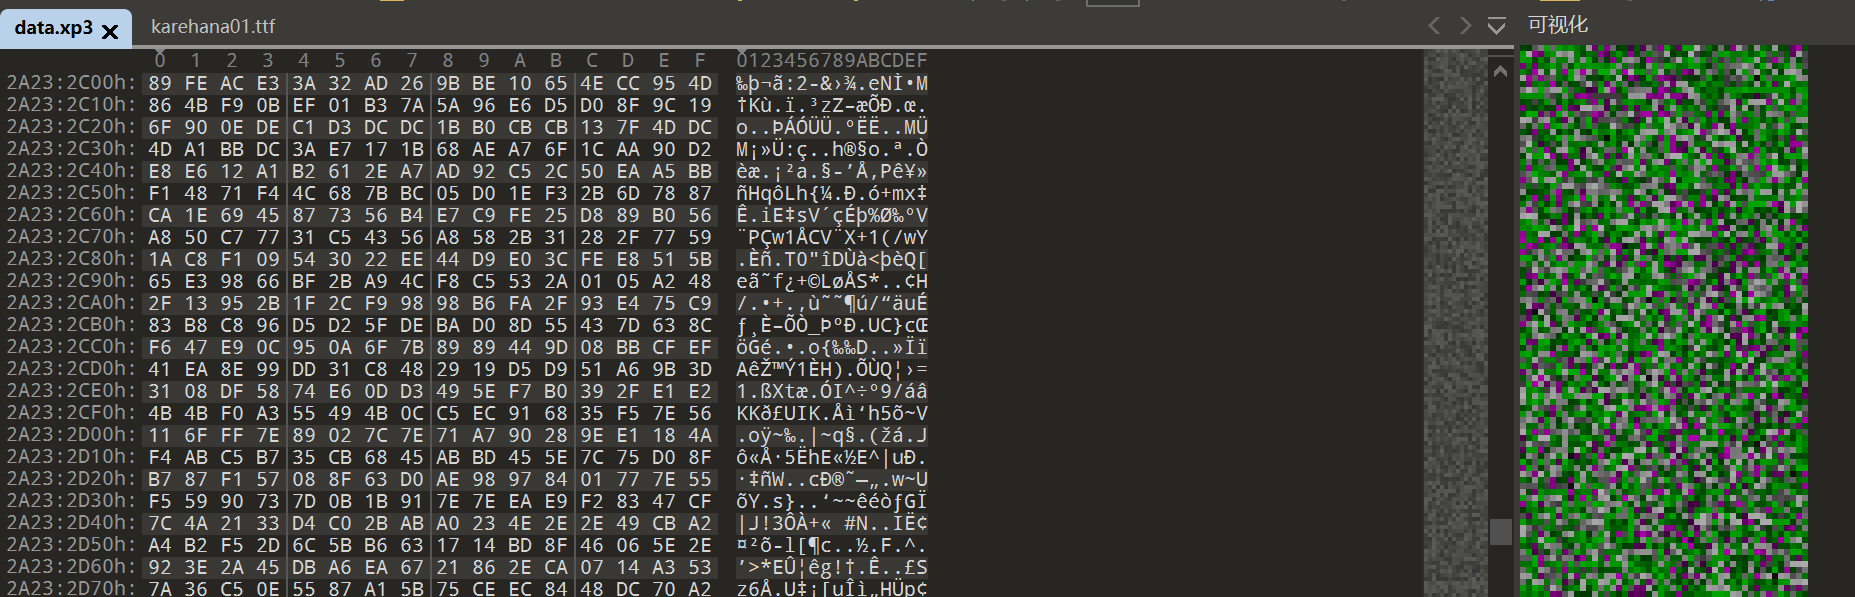 data.xp3 karehana01.ttf 可视化
0 1 2 3 4 5 6 7 8 9 A B C D E F 0123456789ABCDEF
2A23:2C00h: 89 FE AC E3 3A 32 AD 26 9B BE 10 65 4E CC 95 4D ‰þ¬ã:2-&›¾.eNÌ•M
2A23:2C10h: 86 4B F9 0B EF 01 B3 7A 5A 96 E6 D5 D0 8F 9C 19 †Kù.ï.³zZ–æÕÐ.œ.
2A23:2C20h: 6F 90 0E DE C1 D3 DC DC 1B B0 CB CB 13 7F 4D DC o..ÞÁÓÜÜ.°ËË..MÜ
2A23:2C30h: 4D A1 BB DC 3A E7 17 1B 68 AE A7 6F 1C AA 90 D2 M¡»Ü:ç..h®§o.ª.Ò
2A23:2C40h: E8 E6 12 A1 B2 61 2E A7 AD 92 C5 2C 50 EA A5 BB èæ.¡²a.§-’Å,Pê¥»
2A23:2C50h: F1 48 71 F4 4C 68 7B BC 05 D0 1E F3 2B 6D 78 87 ñHqôLh{¼.Ð.ó+mx‡
2A23:2C60h: CA 1E 69 45 87 73 56 B4 E7 C9 FE 25 D8 89 B0 56 Ê.iE‡sV´çÉþ%Ø‰°V
2A23:2C70h: A8 50 C7 77 31 C5 43 56 A8 58 2B 31 28 2F 77 59 ¨PÇw1ÅCV¨X+1(/wY
2A23:2C80h: 1A C8 F1 09 54 30 22 EE 44 D9 E0 3C FE E8 51 5B .Èñ.T0"îDÙà<þèQ[
2A23:2C90h: 65 E3 98 66 BF 2B A9 4C F8 C5 53 2A 01 05 A2 48 eã˜f¿+©LøÅS*..¢H
2A23:2CA0h: 2F 13 95 2B 1F 2C F9 98 98 B6 FA 2F 93 E4 75 C9 /.•+.,ù˜˜¶ú/“äuÉ
2A23:2CB0h: 83 B8 C8 96 D5 D2 5F DE BA D0 8D 55 43 7D 63 8C ƒ¸È–ÕÒ_ÞºÐ.UC}cŒ
2A23:2CC0h: F6 47 E9 0C 95 0A 6F 7B 89 89 44 9D 08 BB CF EF öGé.•.o{‰‰D..»Ïï
2A23:2CD0h: 41 EA 8E 99 DD 31 C8 48 29 19 D5 D9 51 A6 9B 3D AêŽ™Ý1ÈH).ÕÙQ¦›=
2A23:2CE0h: 31 08 DF 58 74 E6 0D D3 49 5E F7 B0 39 2F E1 E2 1.ßXtæ.ÓI^÷°9/áâ
2A23:2CF0h: 4B 4B F0 A3 55 49 4B 0C C5 EC 91 68 35 F5 7E 56 KKð£UIK.Åì‘h5õ~V
2A23:2D00h: 11 6F FF 7E 89 02 7C 7E 71 A7 90 28 9E E1 18 4A .oÿ~‰.|~q§.(žá.J
2A23:2D10h: F4 AB C5 B7 35 CB 68 45 AB BD 45 5E 7C 75 D0 8F ô«Å·5ËhE«½E^|uÐ.
2A23:2D20h: B7 87 F1 57 08 8F 63 D0 AE 98 97 84 01 77 7E 55 ·‡ñW..cÐ®˜—„.w~U
2A23:2D30h: F5 59 90 73 7D 0B 1B 91 7E 7E EA E9 F2 83 47 CF õY.s}..‘~~êéòƒGÏ
2A23:2D40h: 7C 4A 21 33 D4 C0 2B AB A0 23 4E 2E 2E 49 CB A2 |J!3ÔÀ+« #N..IË¢
2A23:2D50h: A4 B2 F5 2D 6C 5B B6 63 17 14 BD 8F 46 06 5E 2E ¤²õ-l[¶c..½.F.^.
2A23:2D60h: 92 3E 2A 45 DB A6 EA 67 21 86 2E CA 07 14 A3 53 ’>*EÛ¦êg!†.Ê..£S
2A23:2D70h: 7A 36 C5 0E 55 87 A1 5B 75 CE EC 84 48 DC 70 A2 z6Å.U‡¡[uÎì„HÜp¢